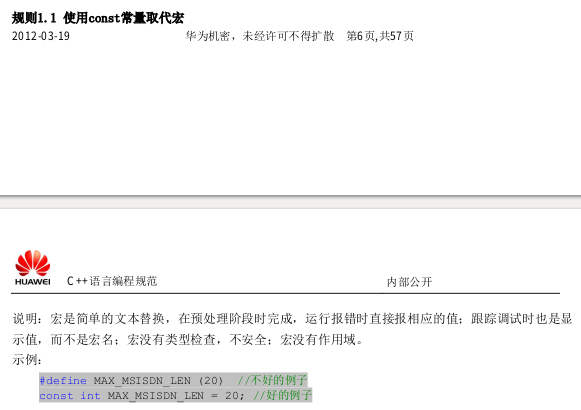 规则1.1 使用const常量取代宏
2012-03-19 华为机密，未经许可不得扩散 第6页,共57页
HUAWEI C++语言编程规范 内部公开
说明：宏是简单的文本替换，在预处理阶段时完成，运行报错时直接报相应的值；跟踪调试时也是显
示值，而不是宏名；宏没有类型检查，不安全；宏没有作用域。
示例：
#define MAX_MSISDN_LEN (20) //不好的例子
const int MAX_MSISDN_LEN = 20; //好的例子